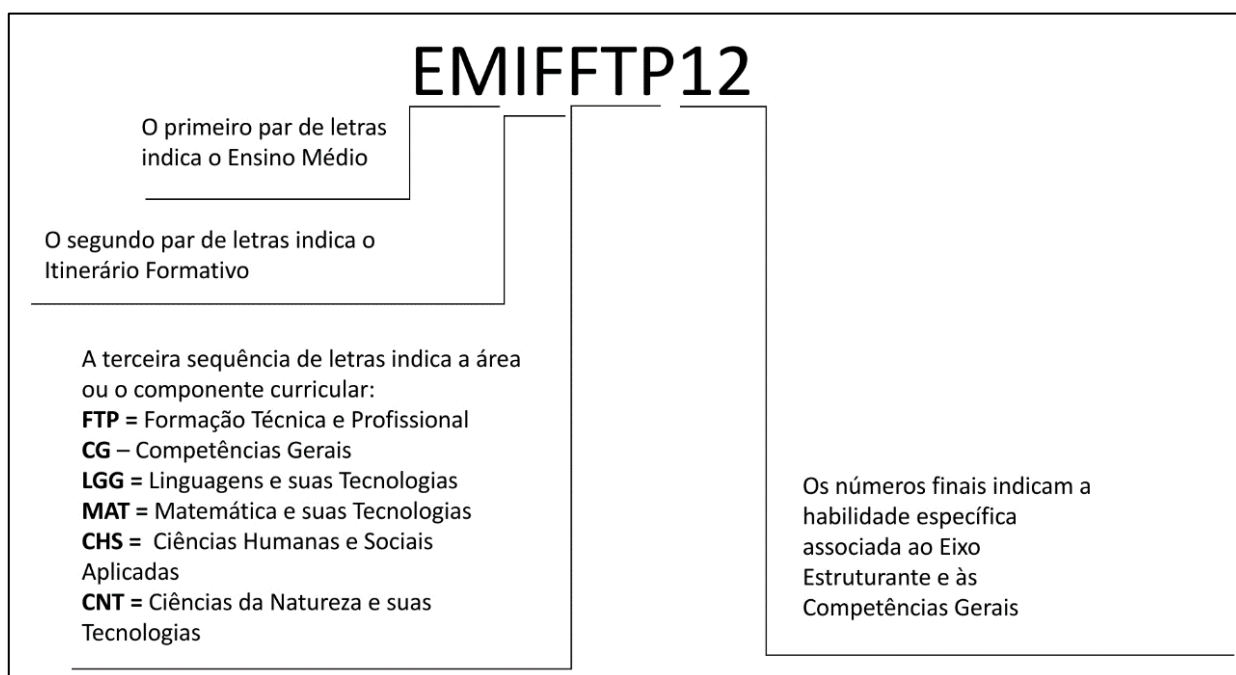 EMIFFTP12
O primeiro par de letras
indica o Ensino Médio
O segundo par de letras indica o
Itinerário Formativo
A terceira sequência de letras indica a área
ou o componente curricular:
FTP = Formação Técnica e Profissional
CG – Competências Gerais
LGG = Linguagens e suas Tecnologias
MAT = Matemática e suas Tecnologias
CHS = Ciências Humanas e Sociais
Aplicadas
CNT = Ciências da Natureza e suas
Tecnologias
Os números finais indicam a
habilidade específica
associada ao Eixo
Estruturante e às
Competências Gerais